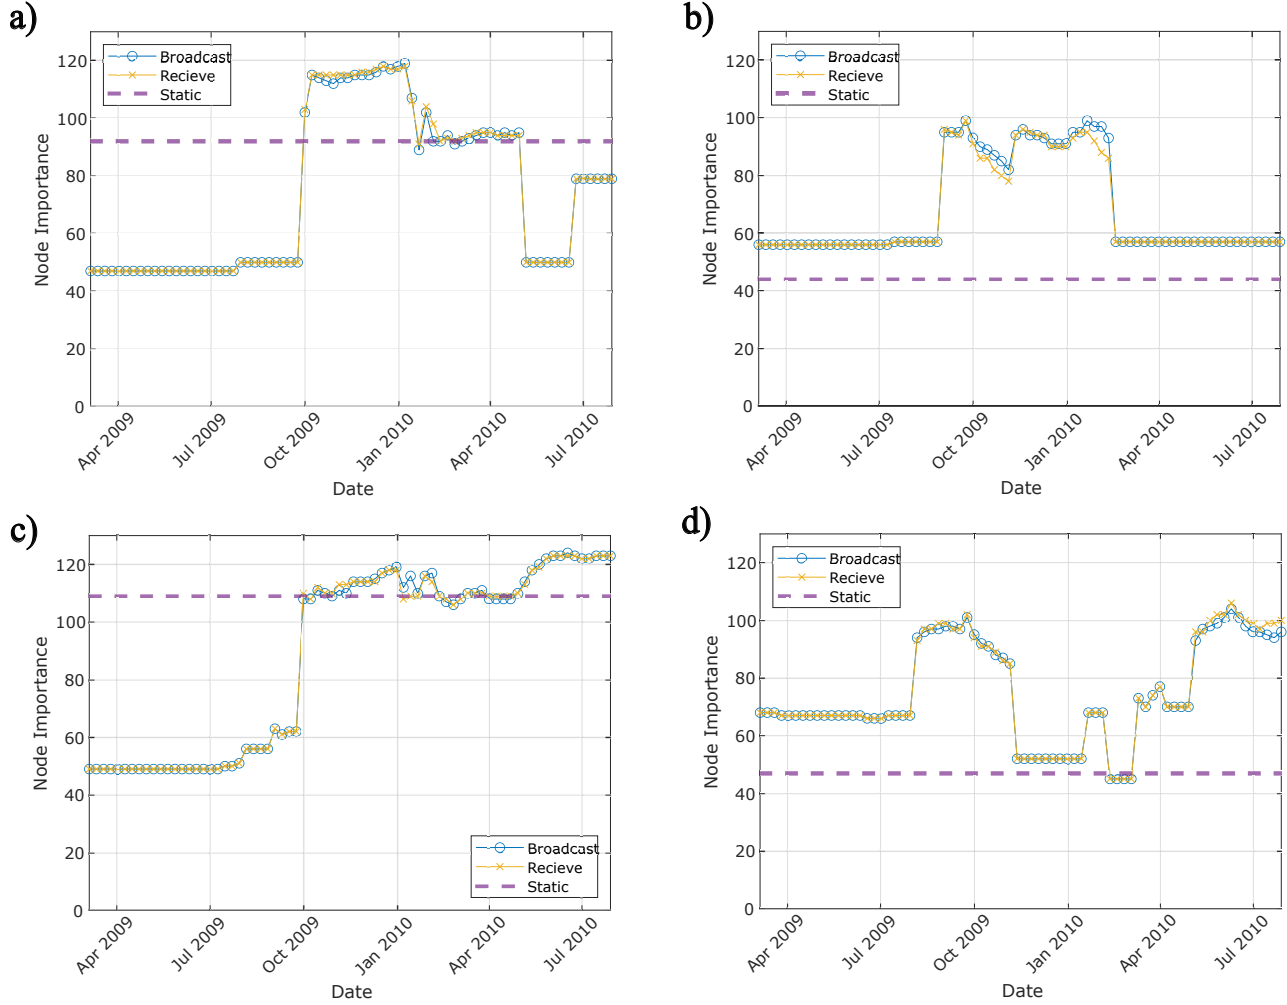 a)
Broadcast
Recieve
Static
120
100
80
60
40
20
0
Node Importance
Apr 2009
Jul 2009
Oct 2009
Jan 2010
Apr 2010
Jul 2010
Date
b)
Broadcast
Recieve
Static
120
100
80
60
40
20
0
Node Importance
Apr 2009
Jul 2009
Oct 2009
Jan 2010
Apr 2010
Jul 2010
Date
c)
120
100
80
60
40
20
0
Node Importance
Broadcast
Recieve
Static
Apr 2009
Jul 2009
Oct 2009
Jan 2010
Apr 2010
Jul 2010
Date
d)
Broadcast
Recieve
Static
120
100
80
60
40
20
0
Node Importance
Apr 2009
Jul 2009
Oct 2009
Jan 2010
Apr 2010
Jul 2010
Date